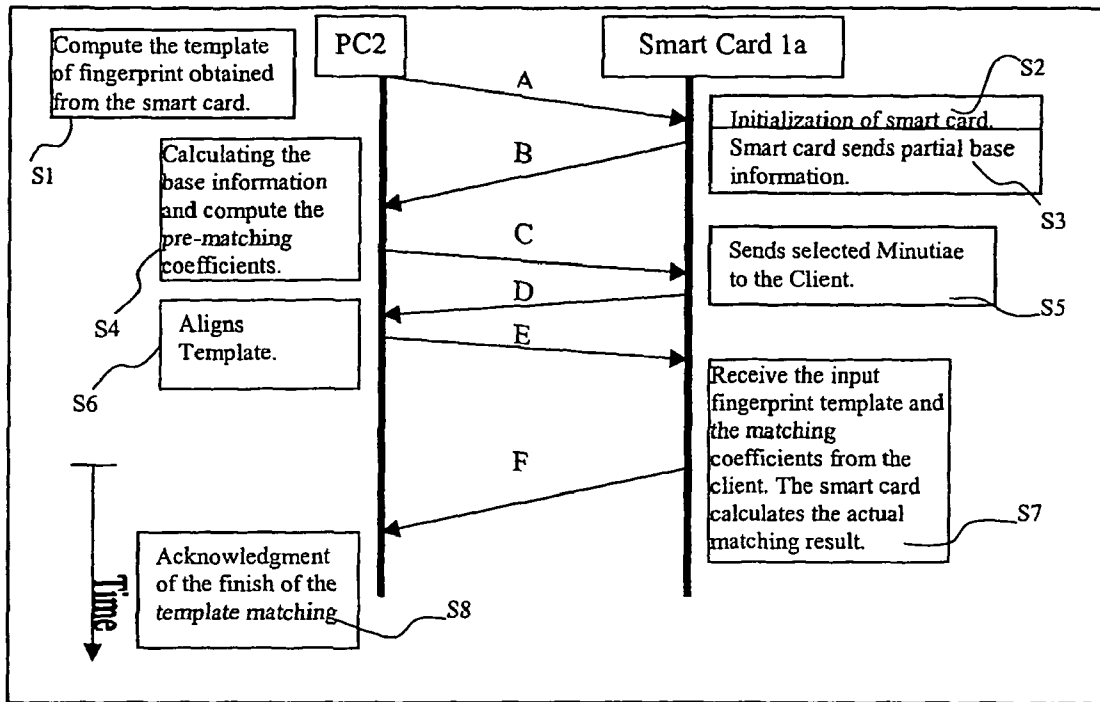 PC2
Smart Card 1a
Compute the template
of fingerprint obtained
from the smart card.
S1
A
S2
Initialization of smart card.
Smart card sends partial base
information.
S3
B
Calculating the
base information
and compute the
pre-matching
coefficients.
S4
C
Sends selected Minutiae
to the Client.
S5
D
Aligns
Template.
S6
E
Receive the input
fingerprint template and
the matching
coefficients from the
client. The smart card
calculates the actual
matching result.
S7
F
Time
Acknowledgment
of the finish of the
template matching
S8